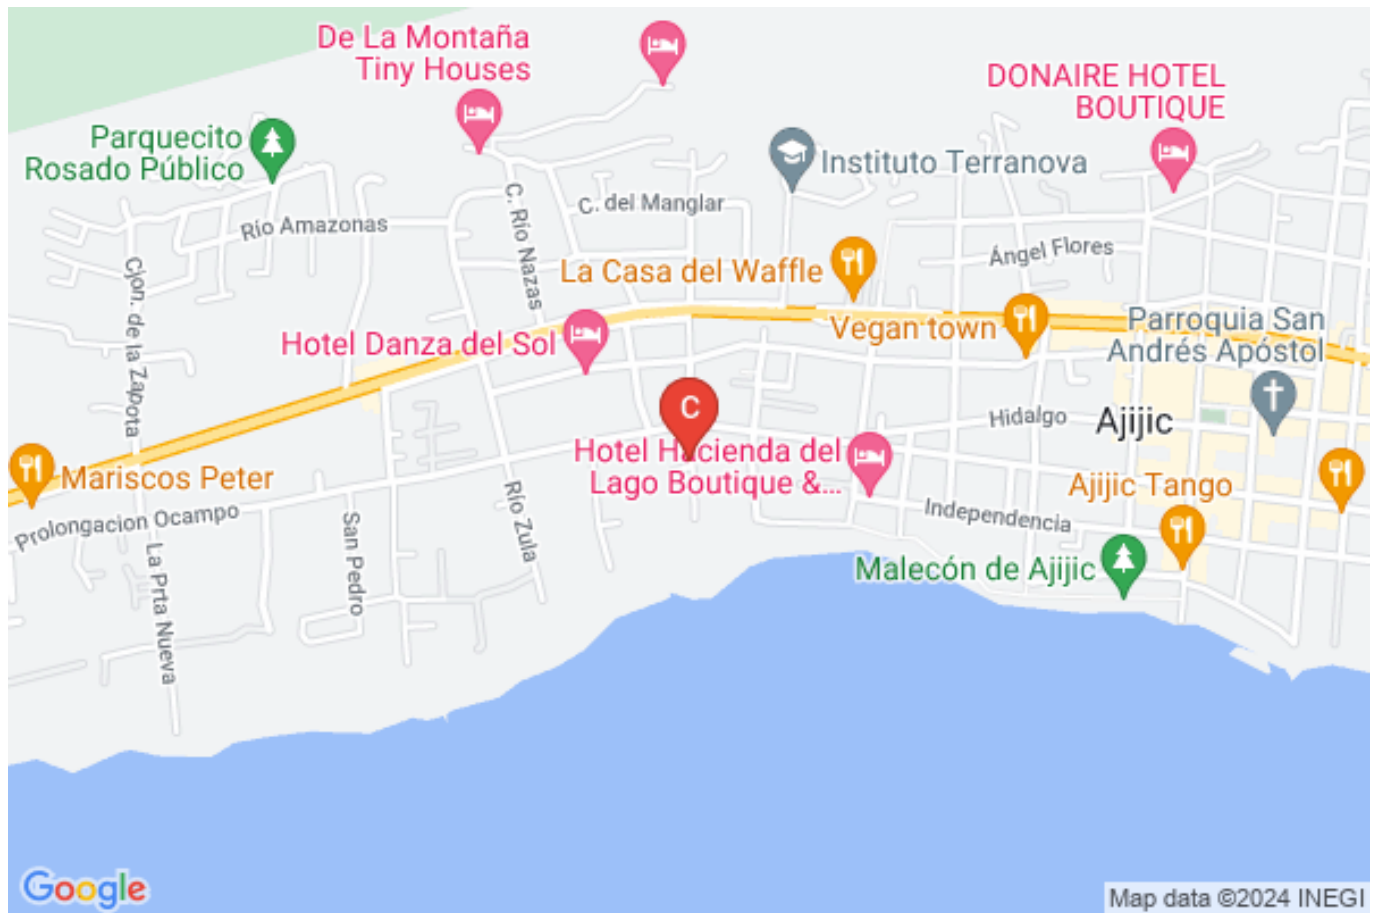 De La Montaña
Tiny Houses
DONAIRE HOTEL
BOUTIQUE
Parquecito
Rosado Público
Instituto Terranova
C. del Manglar
Río Amazonas
C. Río Nazas
Ángel Flores
La Casa del Waffle
Cjon. de la Zapota
Vegan town
Parroquia San
Andrés Apóstol
Hotel Danza del Sol
C
Hidalgo
Ajijic
Hotel Hacienda del
Lago Boutique &...
Mariscos Peter
Ajijic Tango
Prolongacion Ocampo
San Pedro
Río Zula
Independencia
La Prta Nueva
Malecón de Ajijic
Google
Map data ©2024 INEGI